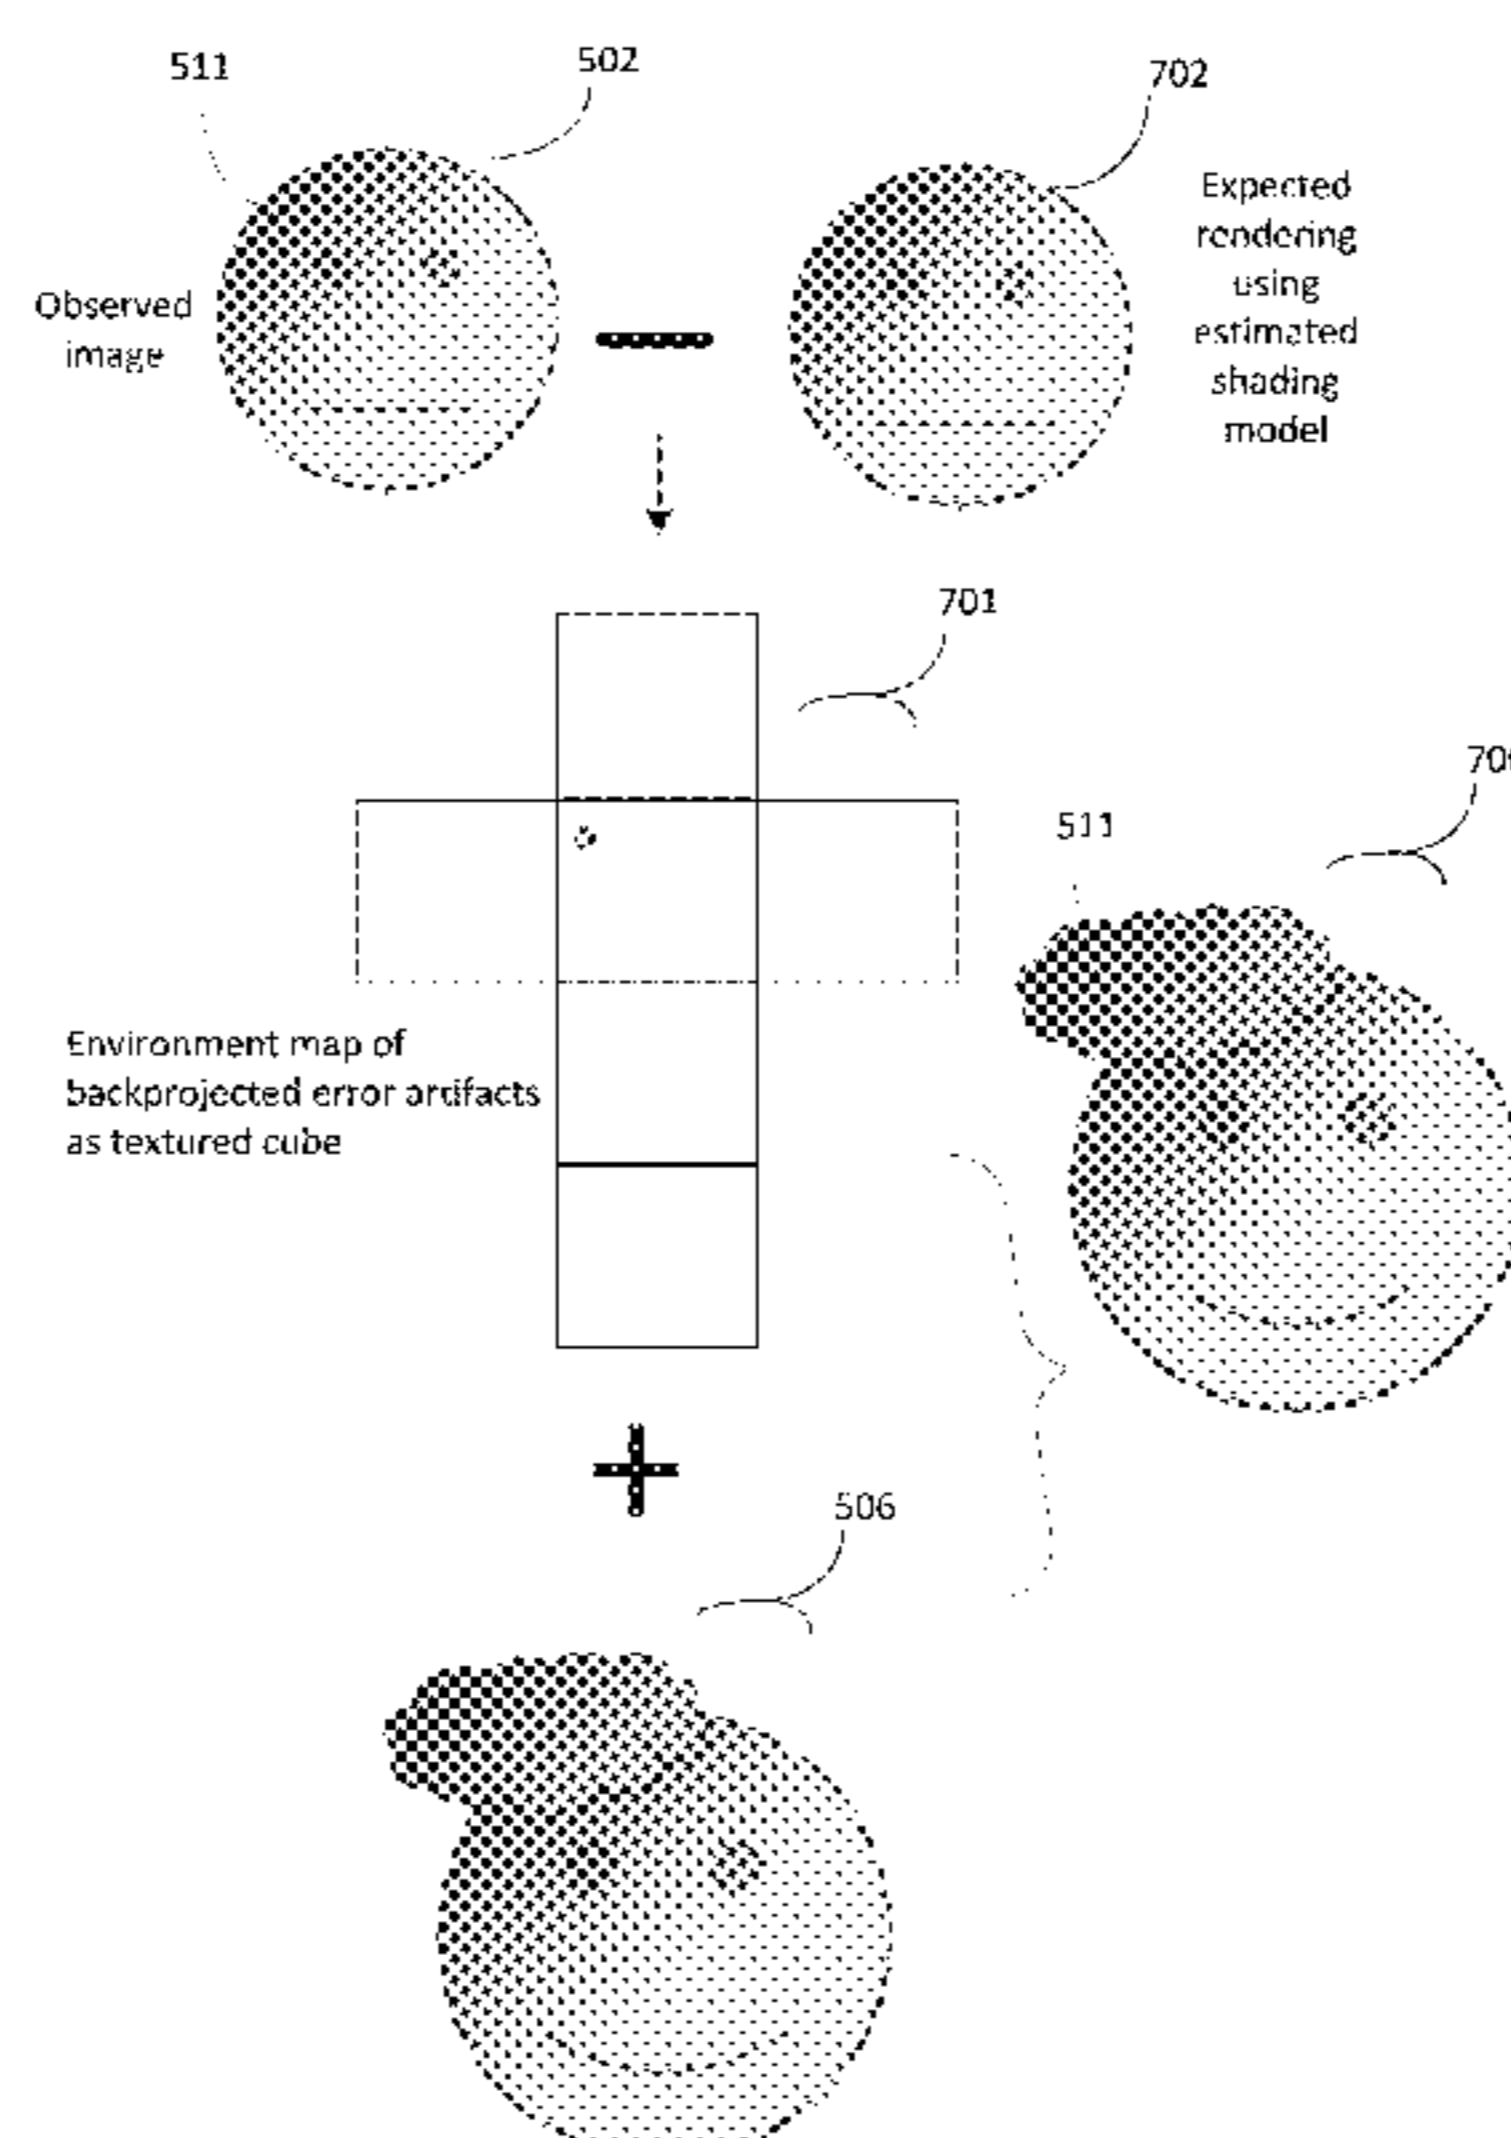 511
502
702
Expected
rendering
using
estimated
shading
model
Observed
image
701
511
Environment map of
backprojected error artifacts
as textured cube
506